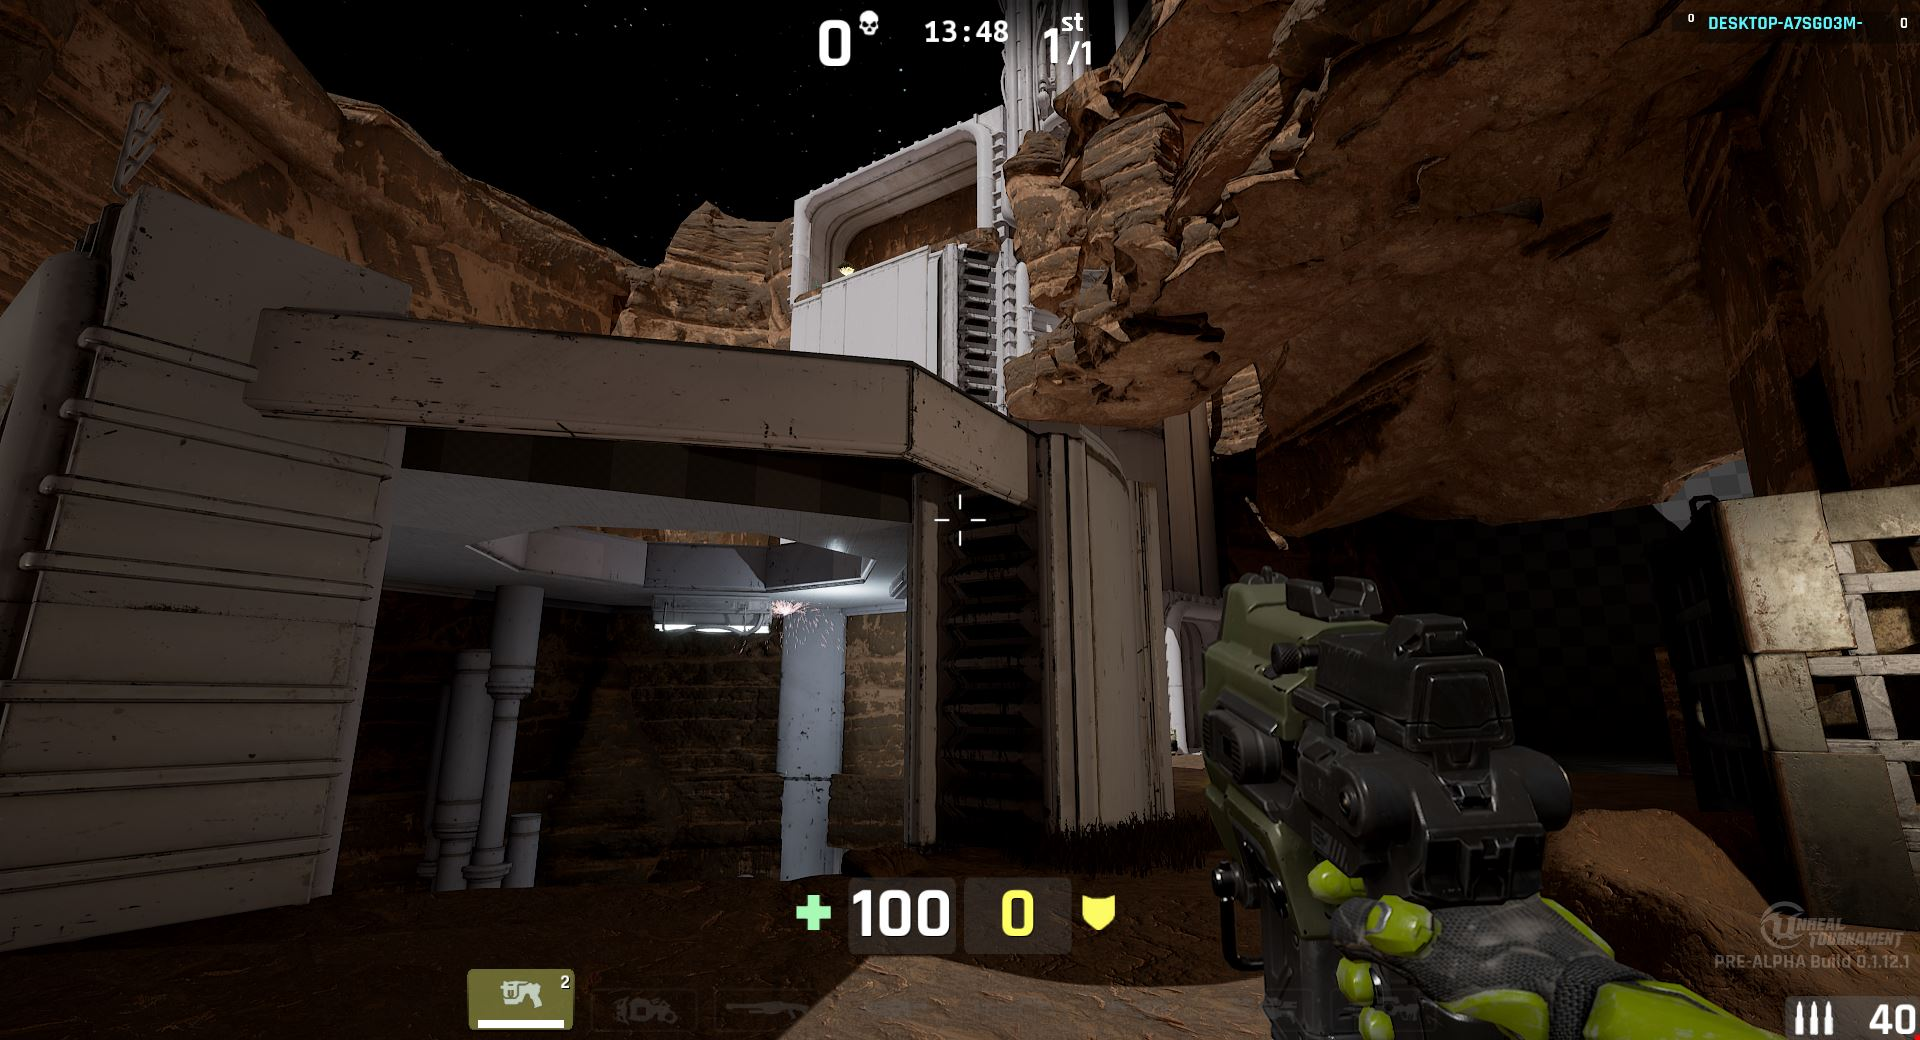 0
13:48
1st/1
0 DESKTOP-A7SG03M- 0
100
0
UNREAL
TOURNAMENT
PRE-ALPHA Build 0.1.12.1
2
40